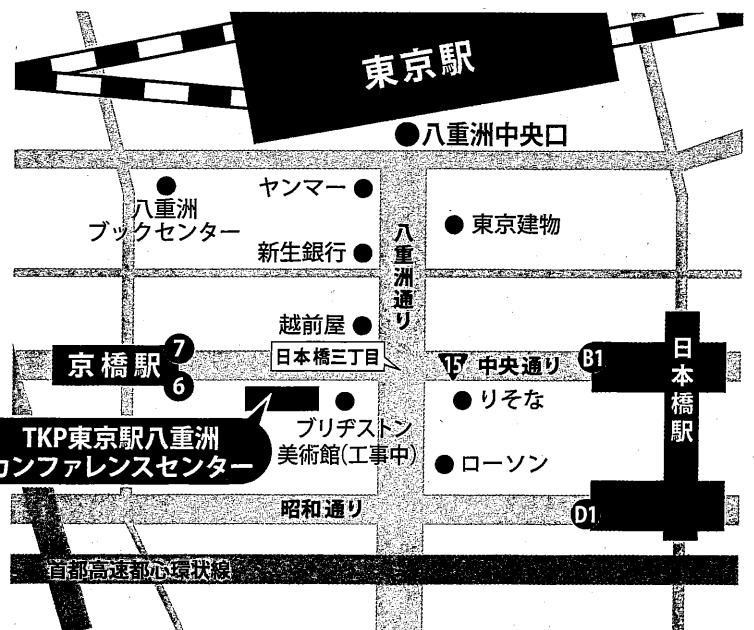 東京駅
八重洲中央口
ヤンマー
八重洲
ブックセンター
東京建物
新生銀行
八重洲通り
越前屋
日本橋三丁目
京橋駅
7
6
15
中央通り
B1
日本橋駅
TKP東京駅八重洲
カンファレンスセンター
ブリヂストン
美術館(工事中)
りそな
ローソン
昭和通り
D1
首都高速都心環状線